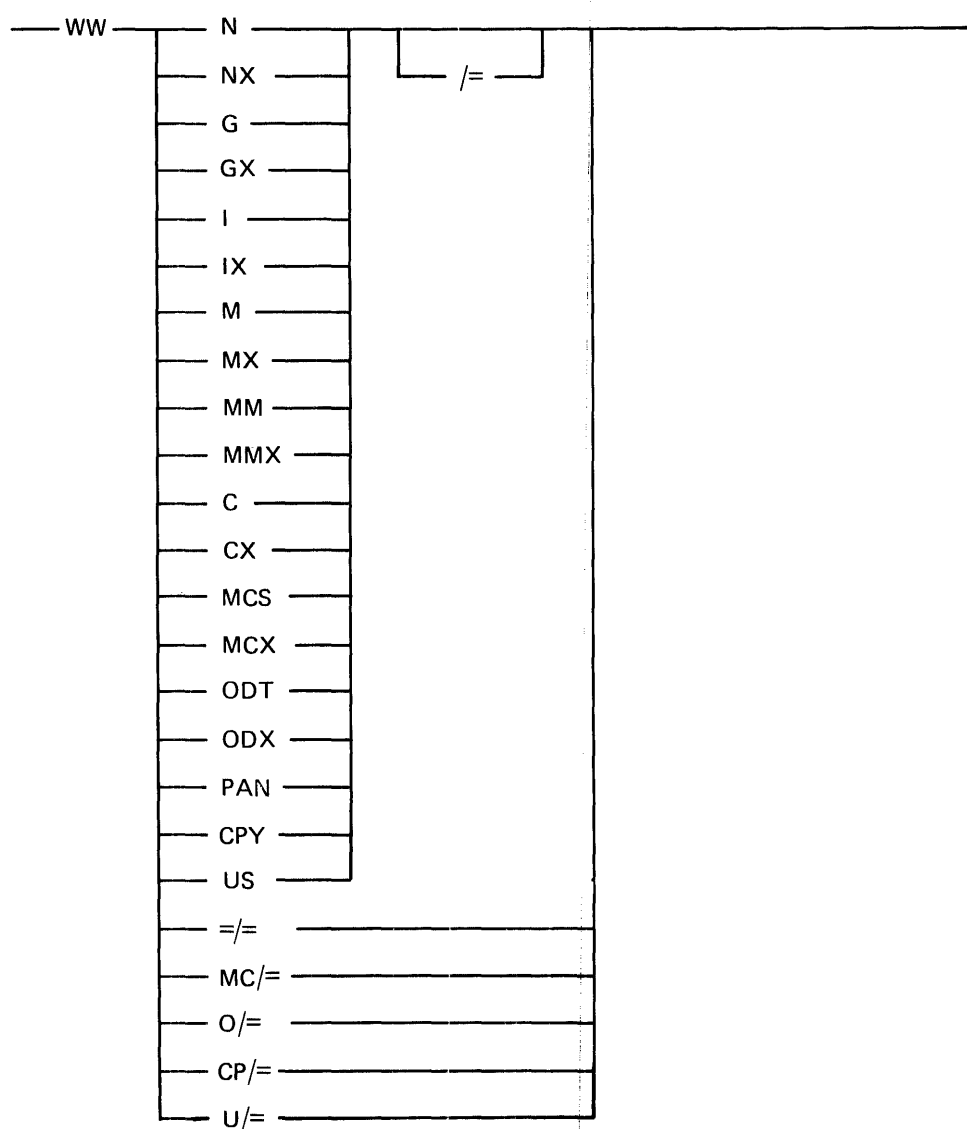 WW N
NX /=
G
GX
I
IX
M
MX
MM
MMX
C
CX
MCS
MCX
ODT
ODX
PAN
CPY
US
=/=
MC/=
O/=
CP/=
U/=